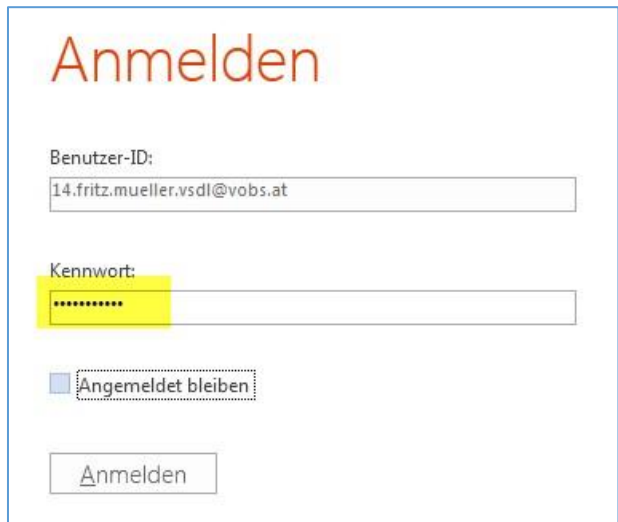 Anmelden
Benutzer-ID:
14.fritz.mueller.vsdl@vobs.at
Kennwort:
•••••••••••
Angemeldet bleiben
Anmelden